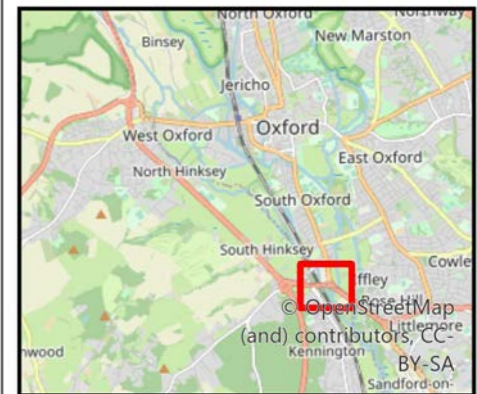 North Oxford
Northway
New Marston
Binsey
Jericho
Oxford
West Oxford
East Oxford
North Hinksey
South Oxford
South Hinksey
Cowle
ffley
Rose Hill
© OpenStreetMap
Littlemore
(and) contributors, CC-
nwood
Kennington
BY-SA
Sandford-on-